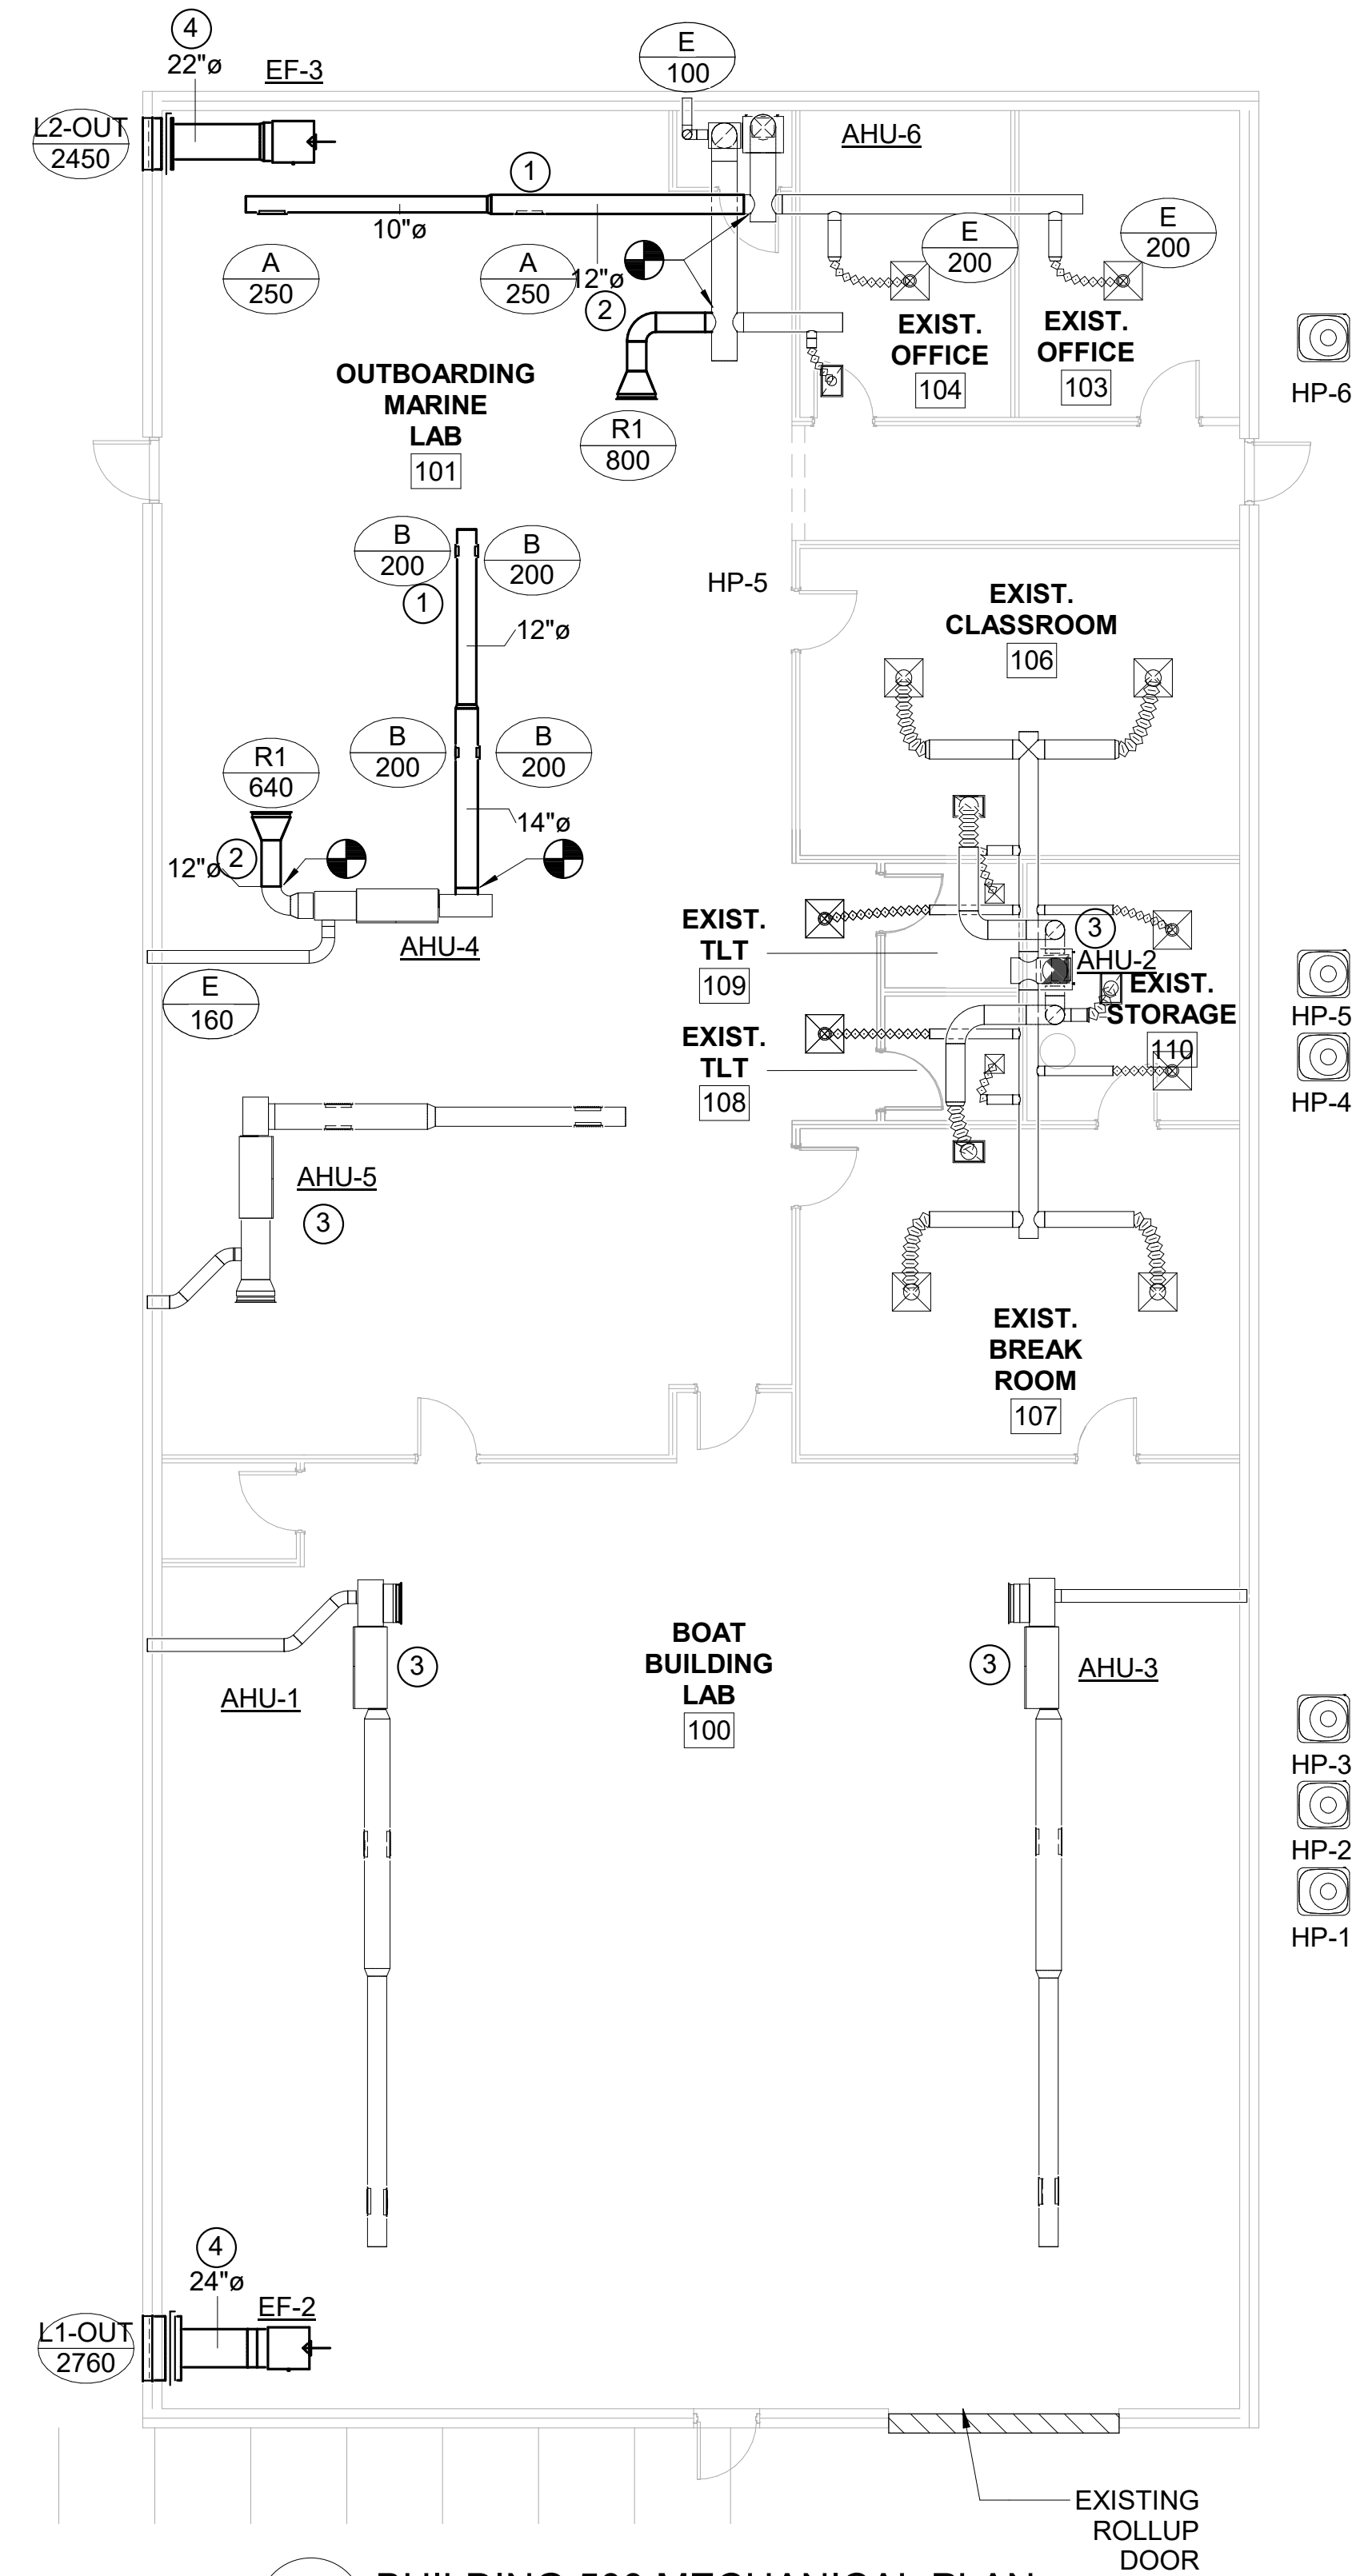 4
22"ø
EF-3
E
100
L2-OUT
2450
AHU-6
1
10"ø
A
250
A
250
12"ø
2
E
200
E
200
EXIST.
OFFICE
104
EXIST.
OFFICE
103
HP-6
OUTBOARDING
MARINE
LAB
101
R1
800
B
200
B
200
1
12"ø
HP-5
EXIST.
CLASSROOM
106
B
200
B
200
R1
640
14"ø
12"ø
2
AHU-4
E
160
EXIST.
TLT
109
3
AHU-2
EXIST.
STORAGE
110
EXIST.
TLT
108
HP-5
HP-4
AHU-5
3
EXIST.
BREAK
ROOM
107
AHU-1
3
BOAT
BUILDING
LAB
100
3
AHU-3
HP-3
HP-2
HP-1
4
24"ø
EF-2
L1-OUT
2760
EXISTING
ROLLUP
DOOR